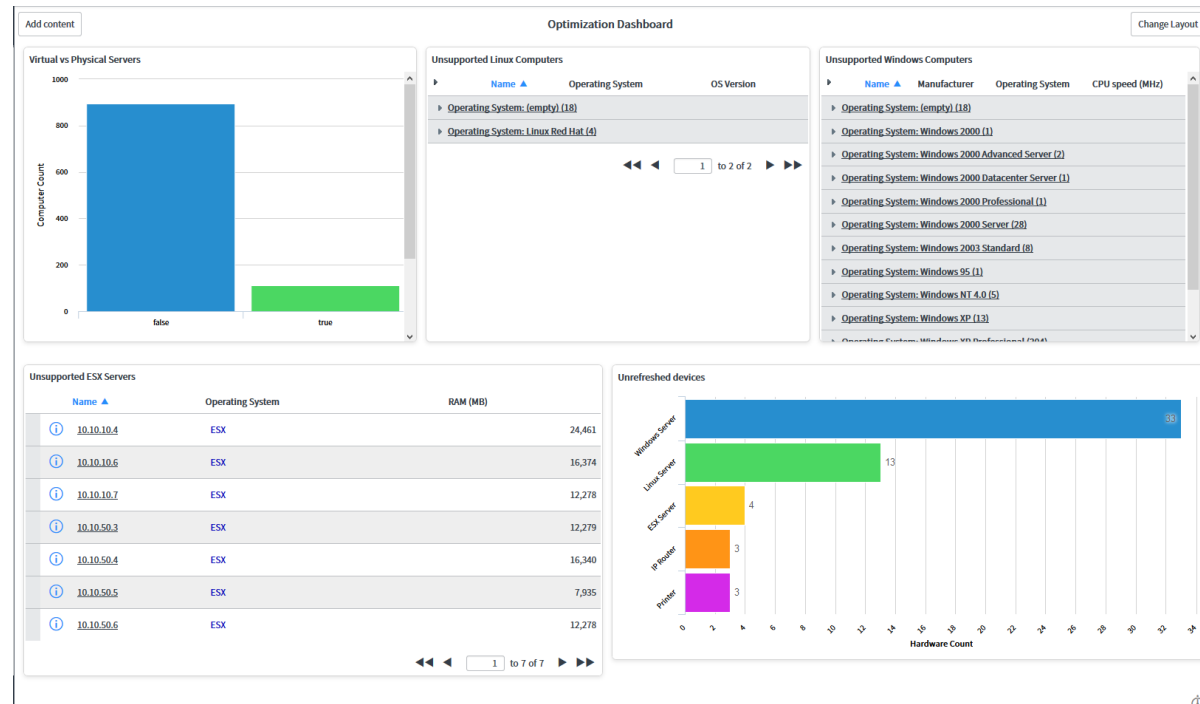 Add content
Optimization Dashboard
Change Layout
Virtual vs Physical Servers
1000
800
600
400
200
0
Computer Count
false
true
Unsupported Linux Computers
Name Operating System OS Version
Operating System: (empty) (18)
Operating System: Linux Red Hat (4)
1 to 2 of 2
Unsupported Windows Computers
Name Manufacturer Operating System CPU speed (MHz)
Operating System: (empty) (18)
Operating System: Windows 2000 (1)
Operating System: Windows 2000 Advanced Server (2)
Operating System: Windows 2000 Datacenter Server (1)
Operating System: Windows 2000 Professional (1)
Operating System: Windows 2000 Server (28)
Operating System: Windows 2003 Standard (8)
Operating System: Windows 95 (1)
Operating System: Windows NT 4.0 (5)
Operating System: Windows XP (13)
Operating System: Windows XP Professional
Unsupported ESX Servers
Name Operating System RAM (MB)
10.10.10.4 ESX 24,461
10.10.10.6 ESX 16,374
10.10.10.7 ESX 12,278
10.10.50.3 ESX 12,279
10.10.50.4 ESX 16,340
10.10.50.5 ESX 7,935
10.10.50.6 ESX 12,278
1 to 7 of 7
Unrefreshed devices
Windows Server 33
Linux Server 13
ESX Server 4
IP Router 3
Printer 3
0 2 4 6 8 10 12 14 16 18 20 22 24 26 28 30 32 34
Hardware Count